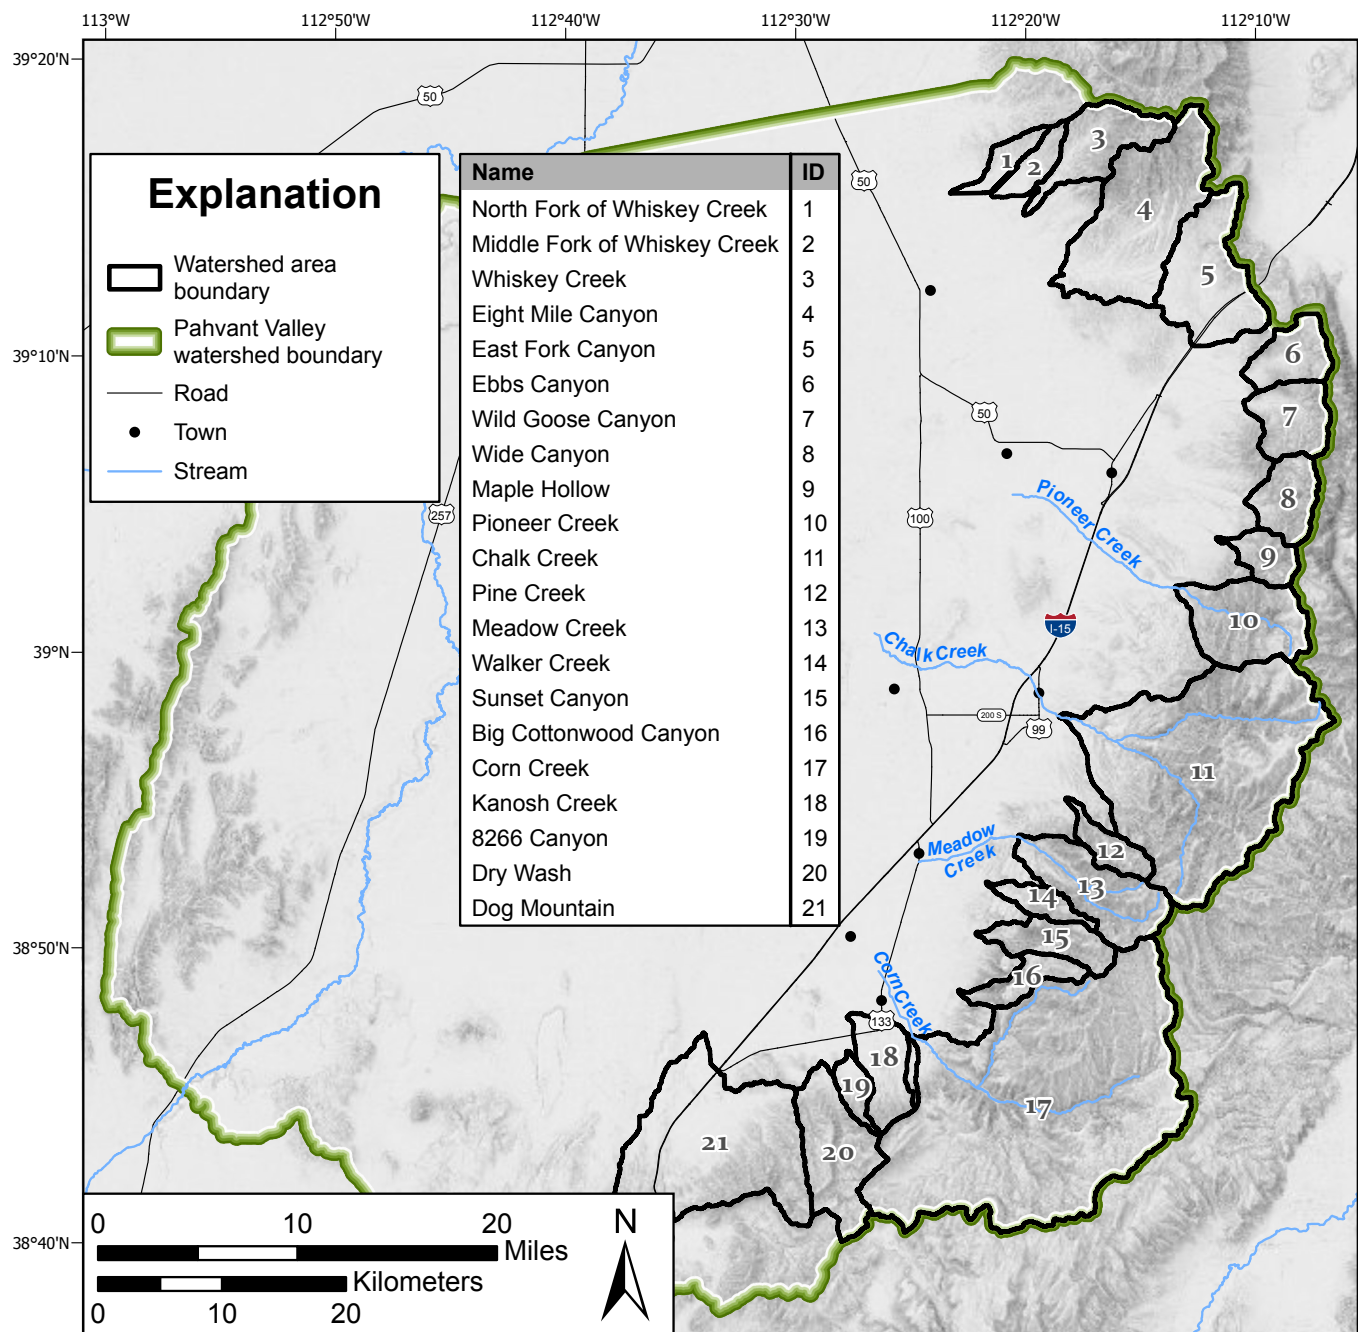 113°W 112°50'W 112°40'W 112°30'W 112°20'W 112°10'W
39°20'N
39°10'N
39°N
38°50'N
38°40'N
Explanation
Watershed area
boundary
Pahvant Valley
watershed boundary
Road
Town
Stream
Name ID
North Fork of Whiskey Creek 1
Middle Fork of Whiskey Creek 2
Whiskey Creek 3
Eight Mile Canyon 4
East Fork Canyon 5
Ebbs Canyon 6
Wild Goose Canyon 7
Wide Canyon 8
Maple Hollow 9
Pioneer Creek 10
Chalk Creek 11
Pine Creek 12
Meadow Creek 13
Walker Creek 14
Sunset Canyon 15
Big Cottonwood Canyon 16
Corn Creek 17
Kanosh Creek 18
8266 Canyon 19
Dry Wash 20
Dog Mountain 21
50
50
50
257
100
I-15
200 S
99
133
1
2
3
4
5
6
7
8
9
10
11
12
13
14
15
16
17
18
19
20
21
Pioneer Creek
Chalk Creek
Meadow
Creek
Corn Creek
0 10 20
Miles
Kilometers
0 10 20
N